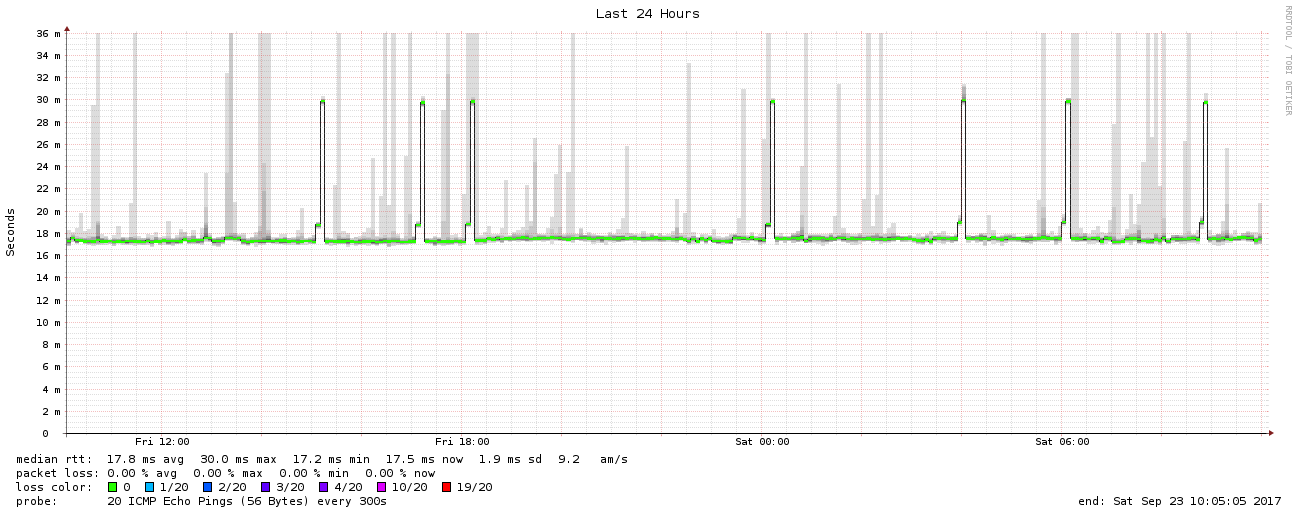 Last 24 Hours
RRDTOOL / TOBI OETIKER
Seconds
36 m
34 m
32 m
30 m
28 m
26 m
24 m
22 m
20 m
18 m
16 m
14 m
12 m
10 m
8 m
6 m
4 m
2 m
0
Fri 12:00 Fri 18:00 Sat 00:00 Sat 06:00
median rtt: 17.8 ms avg 30.0 ms max 17.2 ms min 17.5 ms now 1.9 ms sd 9.2 am/s
packet loss: 0.00 % avg 0.00 % max 0.00 % min 0.00 % now
loss color: 0 1/20 2/20 3/20 4/20 10/20 19/20
probe: 20 ICMP Echo Pings (56 Bytes) every 300s end: Sat Sep 23 10:05:05 2017